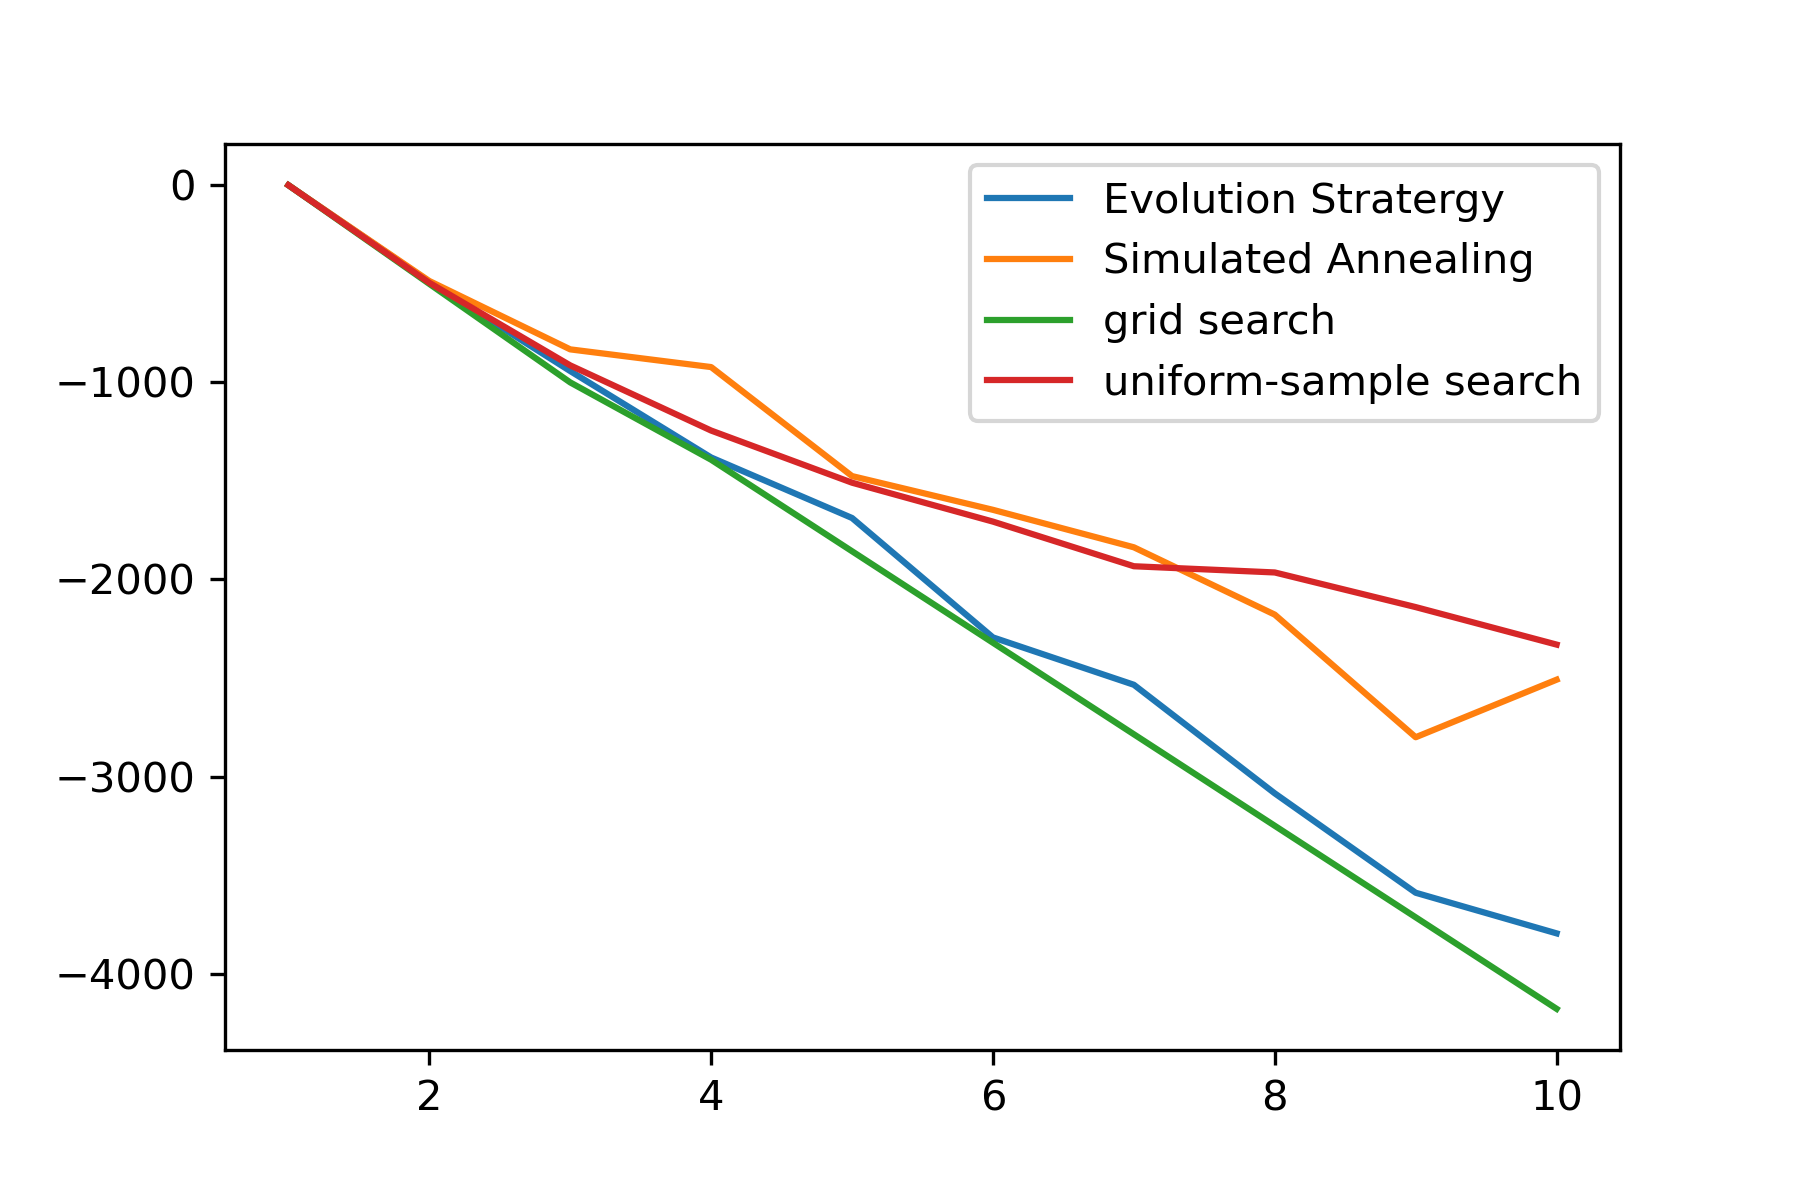 Evolution Stratergy
Simulated Annealing
grid search
uniform-sample search
0
−1000
−2000
−3000
−4000
2 4 6 8 10